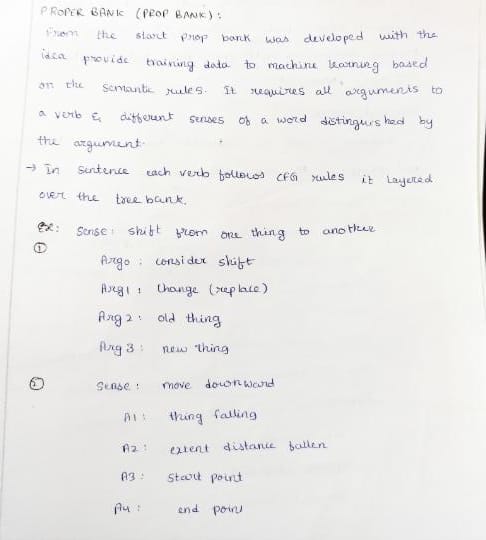 PROPER BANK (PROP BANK):
From the start Prop bank was developed with the
idea provide training data to machine learning based
on the semantic rules. It requires all arguments to
a verb & different senses of a word distinguished by
the argument.
→ In sentence each verb follows CFG rules it Layered
over the tree bank.
ex: Sense: shift from one thing to another
①
Arg0 : consider shift
Arg1 : Change (replace)
Arg 2 : old thing
Arg 3 : new thing
② Sense : move downward
A1 : thing falling
A2 : extent distance fallen
A3 : Start point
A4 : end point